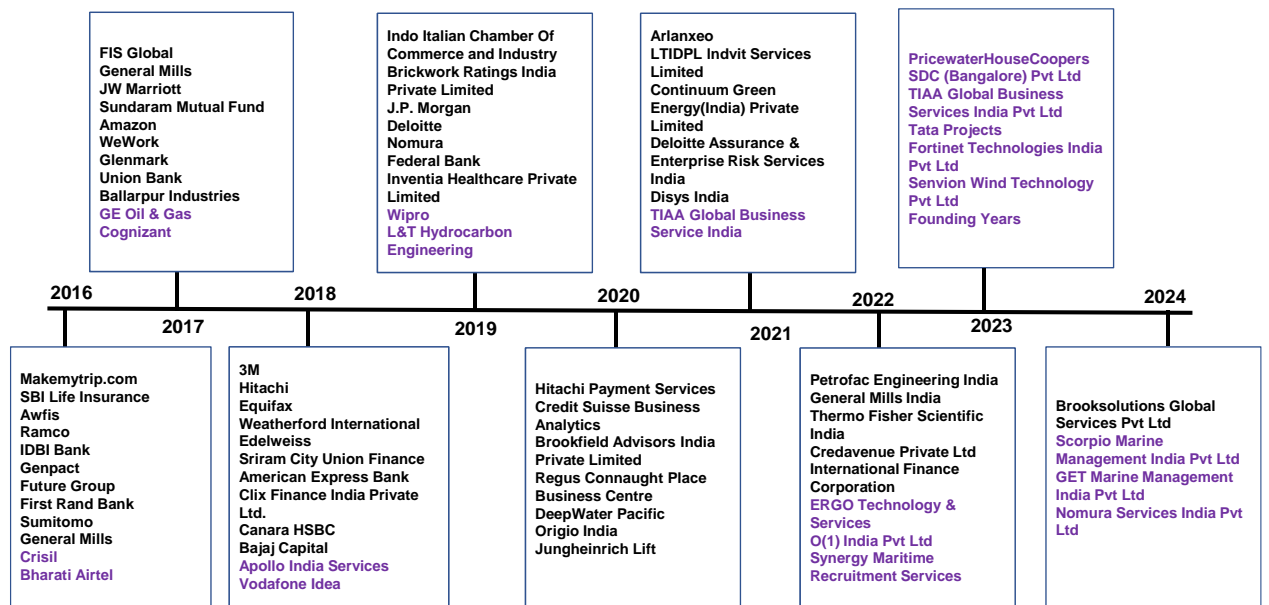 FIS Global
General Mills
JW Marriott
Sundaram Mutual Fund
Amazon
WeWork
Glenmark
Union Bank
Ballarpur Industries
GE Oil & Gas
Cognizant
Indo Italian Chamber Of
Commerce and Industry
Brickwork Ratings India
Private Limited
J.P. Morgan
Deloitte
Nomura
Federal Bank
Inventia Healthcare Private
Limited
Wipro
L&T Hydrocarbon
Engineering
Arlanxeo
LTIDPL Indvit Services
Limited
Continuum Green
Energy(India) Private
Limited
Deloitte Assurance &
Enterprise Risk Services
India
Disys India
TIAA Global Business
Service India
PricewaterHouseCoopers
SDC (Bangalore) Pvt Ltd
TIAA Global Business
Services India Pvt Ltd
Tata Projects
Fortinet Technologies India
Pvt Ltd
Senvion Wind Technology
Pvt Ltd
Founding Years
2016
2018
2020
2022
2024
2017
2019
2021
2023
Makemytrip.com
SBI Life Insurance
Awfis
Ramco
IDBI Bank
Genpact
Future Group
First Rand Bank
Sumitomo
General Mills
Crisil
Bharati Airtel
3M
Hitachi
Equifax
Weatherford International
Edelweiss
Sriram City Union Finance
American Express Bank
Clix Finance India Private
Ltd.
Canara HSBC
Bajaj Capital
Apollo India Services
Vodafone Idea
Hitachi Payment Services
Credit Suisse Business
Analytics
Brookfield Advisors India
Private Limited
Regus Connaught Place
Business Centre
DeepWater Pacific
Origio India
Jungheinrich Lift
Petrofac Engineering India
General Mills India
Thermo Fisher Scientific
India
Credavenue Private Ltd
International Finance
Corporation
ERGO Technology &
Services
O(1) India Pvt Ltd
Synergy Maritime
Recruitment Services
Brooksolutions Global
Services Pvt Ltd
Scorpio Marine
Management India Pvt Ltd
GET Marine Management
India Pvt Ltd
Nomura Services India Pvt
Ltd